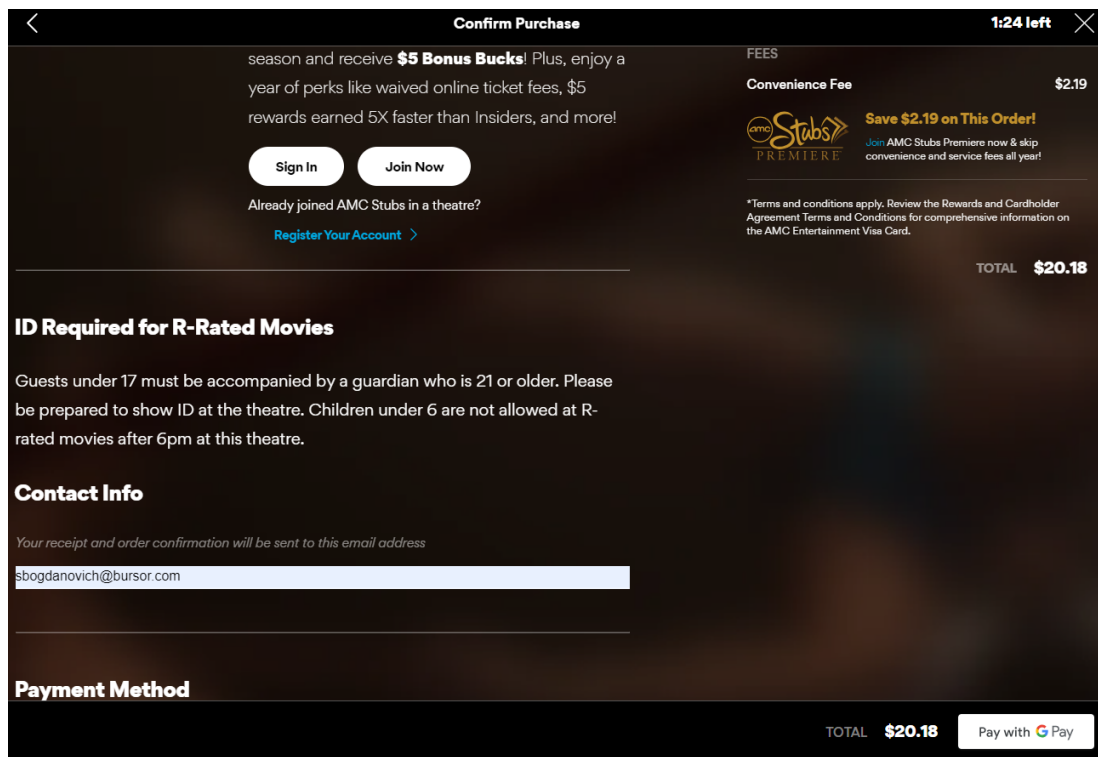 Confirm Purchase
1:24 left
season and receive $5 Bonus Bucks! Plus, enjoy a
year of perks like waived online ticket fees, $5
rewards earned 5X faster than Insiders, and more!
Sign In
Join Now
Already joined AMC Stubs in a theatre?
Register Your Account
ID Required for R-Rated Movies
Guests under 17 must be accompanied by a guardian who is 21 or older. Please
be prepared to show ID at the theatre. Children under 6 are not allowed at R-
rated movies after 6pm at this theatre.
Contact Info
Your receipt and order confirmation will be sent to this email address
sbogdanovich@bursor.com
Payment Method
FEES
Convenience Fee $2.19
amc Stubs
PREMIERE
Save $2.19 on This Order!
Join AMC Stubs Premiere now & skip
convenience and service fees all year!
*Terms and conditions apply. Review the Rewards and Cardholder
Agreement Terms and Conditions for comprehensive information on
the AMC Entertainment Visa Card.
TOTAL $20.18
TOTAL $20.18
Pay with G Pay